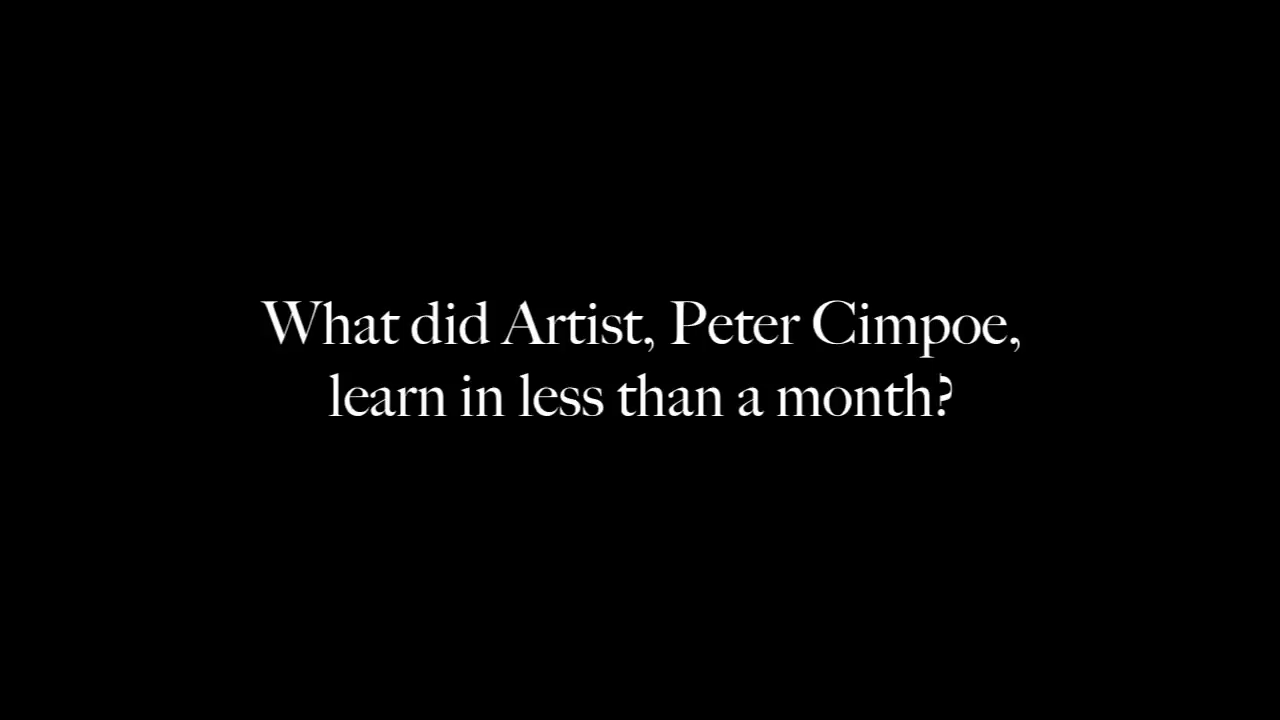 What did Artist, Peter Cimpoe,
learn in less than a month?